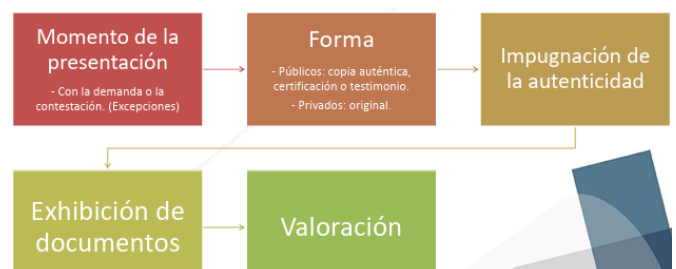 Momento de la
presentación
- Con la demanda o la
contestación. (Excepciones)
Forma
- Públicos: copia auténtica,
certificación o testimonio.
- Privados: original.
Impugnación de
la autenticidad
Exhibición de
documentos
Valoración